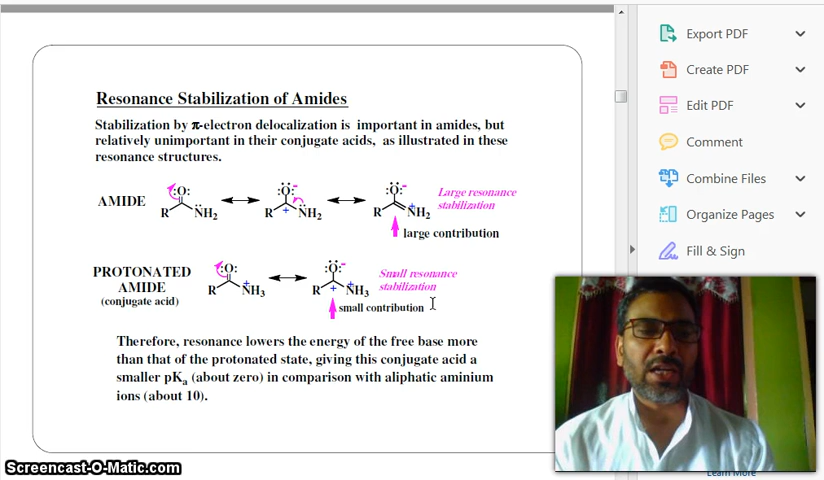 Resonance Stabilization of Amides
Stabilization by π-electron delocalization is important in amides, but
relatively unimportant in their conjugate acids, as illustrated in these
resonance structures.
AMIDE
R :O: NH2
R :O: - + NH2
R :O: - + NH2
Large resonance
stabilization
large contribution
PROTONATED
AMIDE
(conjugate acid)
R :O: + NH3
R :O: - + + NH3
Small resonance
stabilization
small contribution
Therefore, resonance lowers the energy of the free base more
than that of the protonated state, giving this conjugate acid a
smaller pKa (about zero) in comparison with aliphatic aminium
ions (about 10).
Export PDF
Create PDF
Edit PDF
Comment
Combine Files
Organize Pages
Fill & Sign
Learn More
Screencast-O-Matic.com